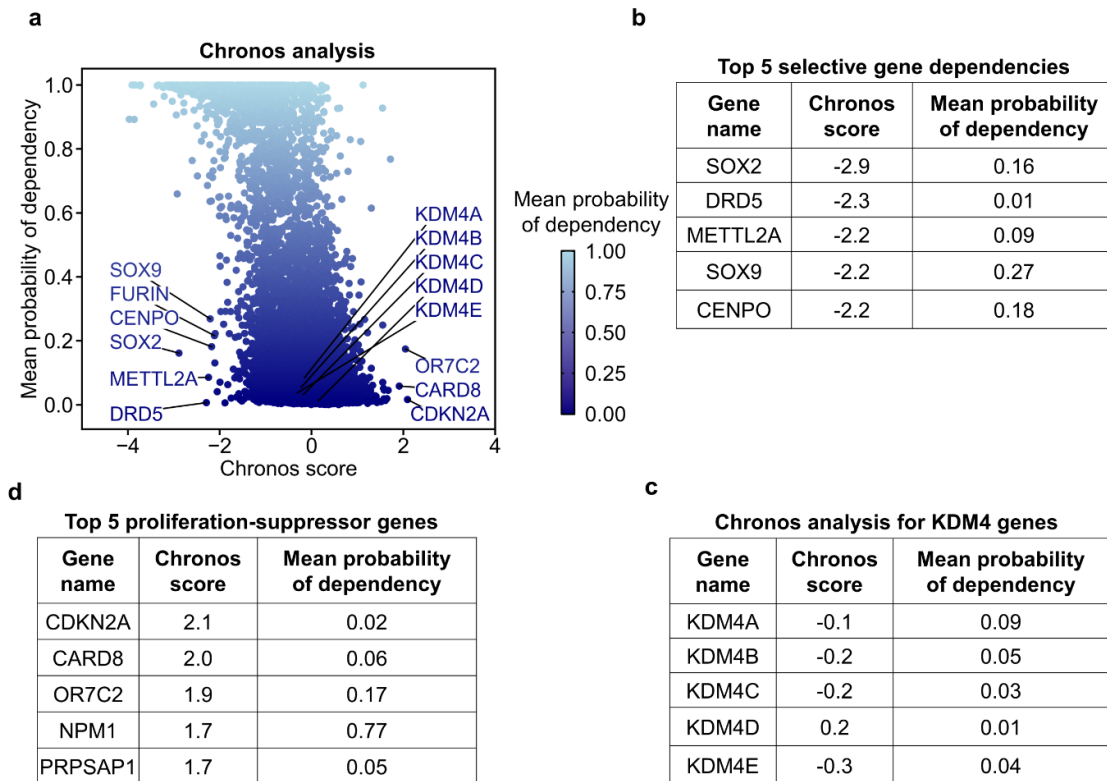 a
Chronos analysis
Mean probability of dependency
1.0
0.8
0.6
0.4
0.2
0.0
−4
−2
0
2
4
Chronos score
SOX9
FURIN
CENPO
SOX2
METTL2A
DRD5
KDM4A
KDM4B
KDM4C
KDM4D
KDM4E
OR7C2
CARD8
CDKN2A
Mean probability
of dependency
1.00
0.75
0.50
0.25
0.00
b
Top 5 selective gene dependencies
Gene name Chronos score Mean probability of dependency
SOX2 -2.9 0.16
DRD5 -2.3 0.01
METTL2A -2.2 0.09
SOX9 -2.2 0.27
CENPO -2.2 0.18
d
Top 5 proliferation-suppressor genes
Gene name Chronos score Mean probability of dependency
CDKN2A 2.1 0.02
CARD8 2.0 0.06
OR7C2 1.9 0.17
NPM1 1.7 0.77
PRPSAP1 1.7 0.05
c
Chronos analysis for KDM4 genes
Gene name Chronos score Mean probability of dependency
KDM4A -0.1 0.09
KDM4B -0.2 0.05
KDM4C -0.2 0.03
KDM4D 0.2 0.01
KDM4E -0.3 0.04